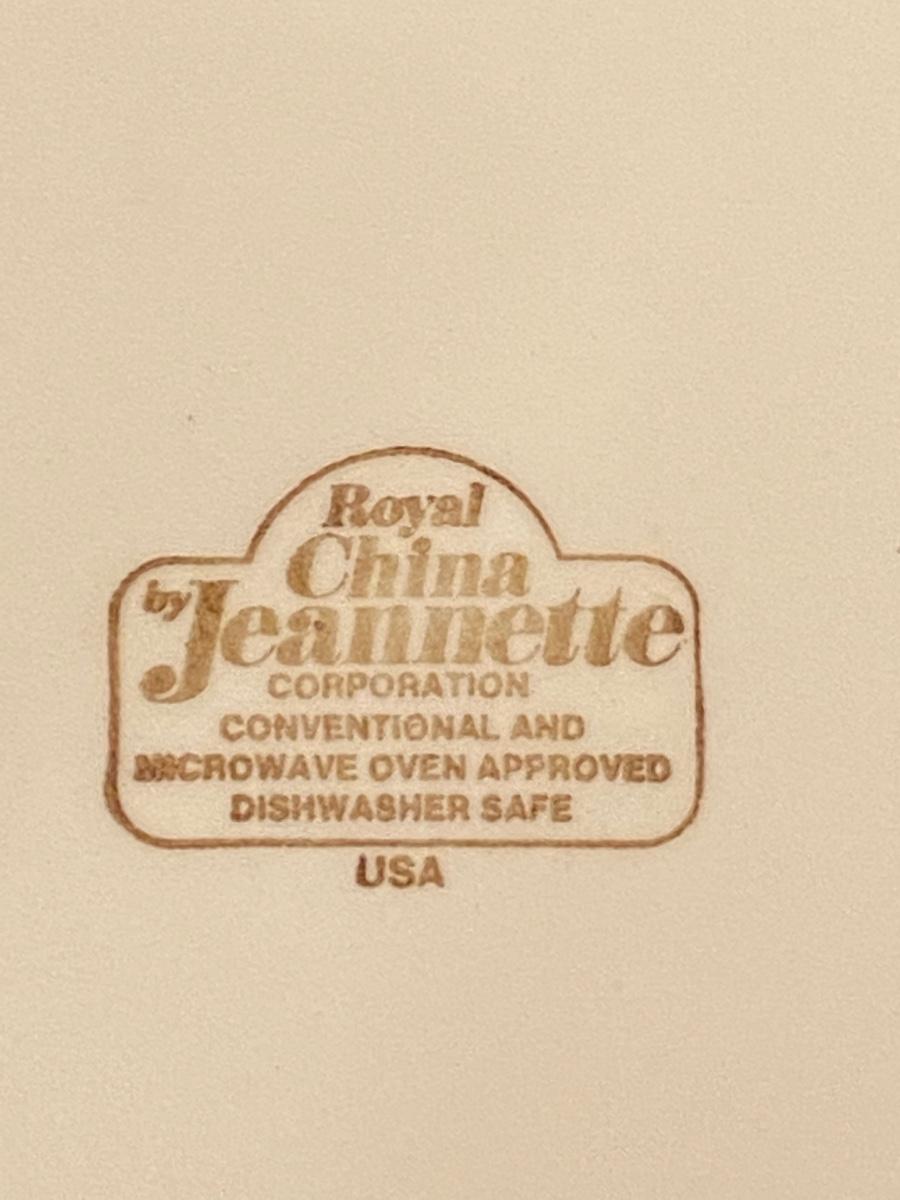 Royal
China
by Jeannette
CORPORATION
CONVENTIONAL AND
MICROWAVE OVEN APPROVED
DISHWASHER SAFE
USA